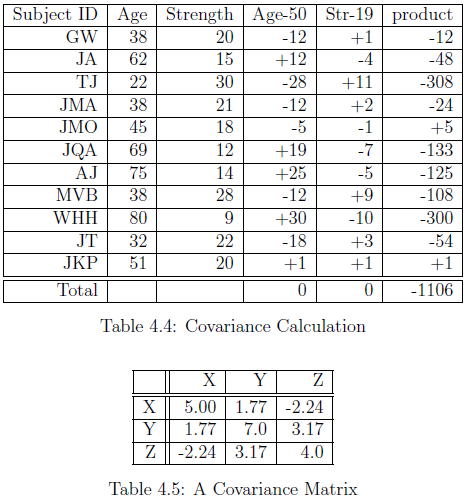 Subject ID Age Strength Age-50 Str-19 product
GW 38 20 -12 +1 -12
JA 62 15 +12 -4 -48
TJ 22 30 -28 +11 -308
JMA 38 21 -12 +2 -24
JMO 45 18 -5 -1 +5
JQA 69 12 +19 -7 -133
AJ 75 14 +25 -5 -125
MVB 38 28 -12 +9 -108
WHH 80 9 +30 -10 -300
JT 32 22 -18 +3 -54
JKP 51 20 +1 +1 +1
Total 0 0 -1106
Table 4.4: Covariance Calculation
X Y Z
X 5.00 1.77 -2.24
Y 1.77 7.0 3.17
Z -2.24 3.17 4.0
Table 4.5: A Covariance Matrix